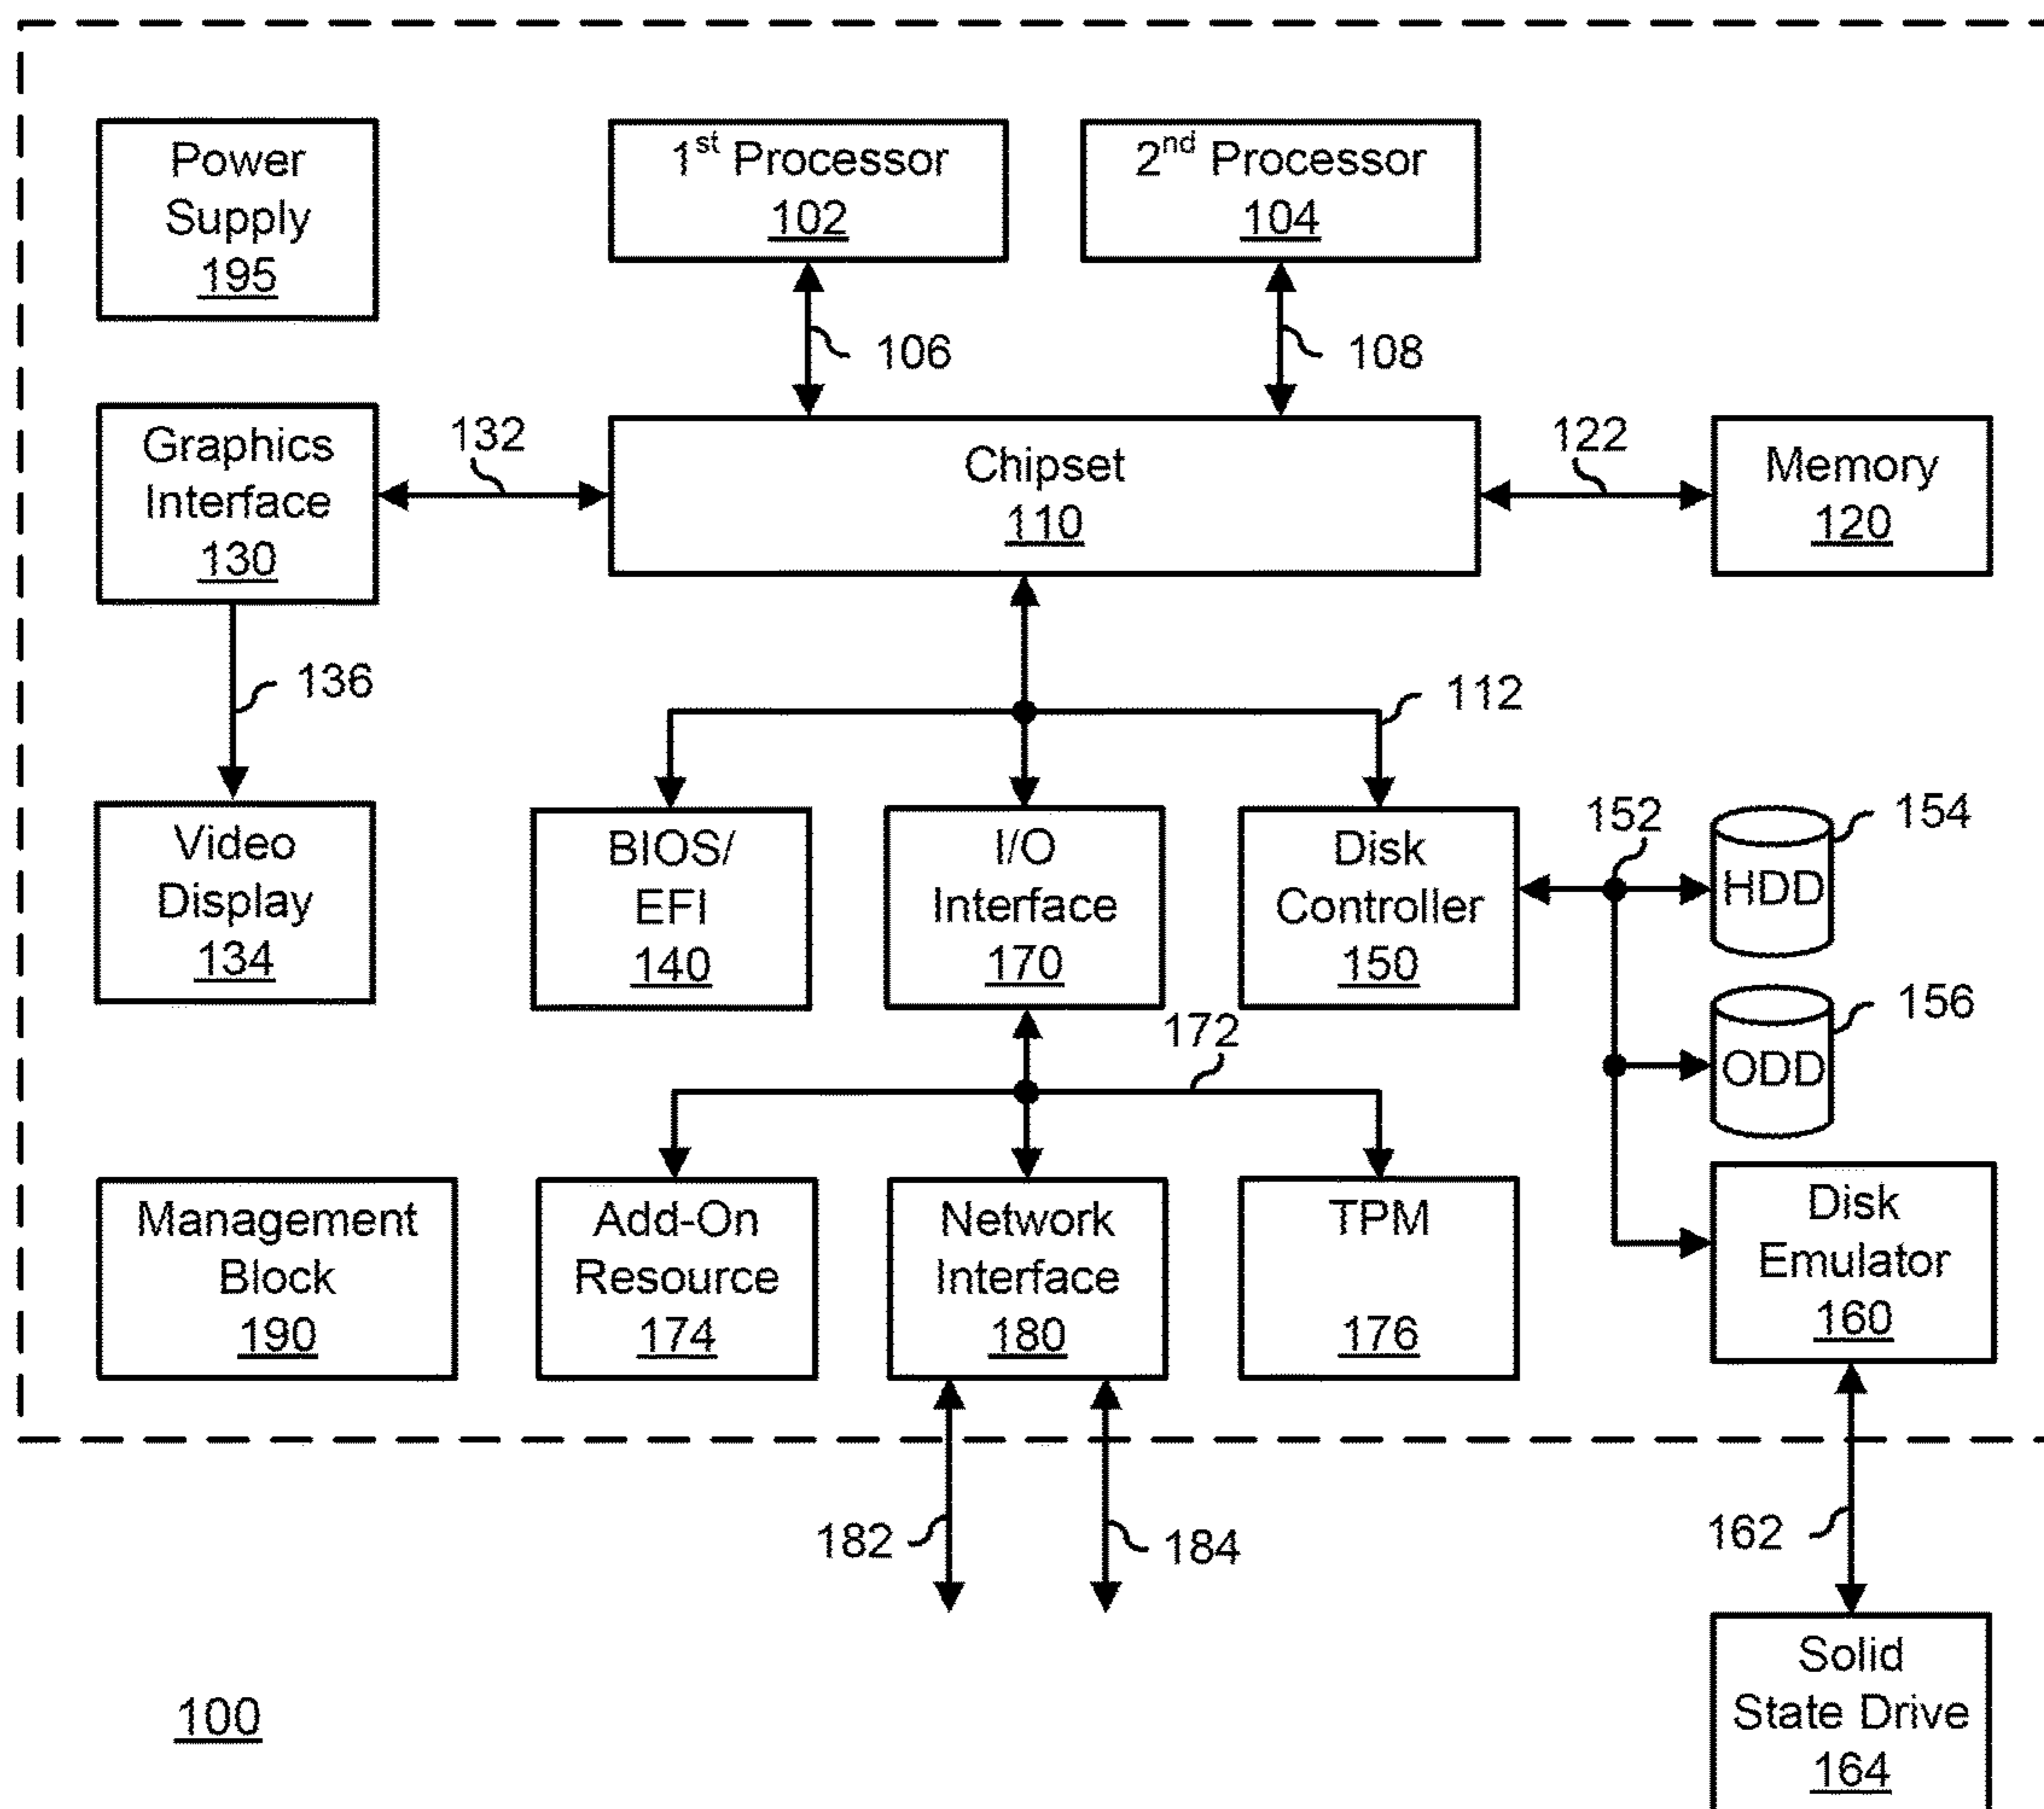 Power
Supply
195
1st Processor
102
2nd Processor
104
106
108
Graphics
Interface
130
132
Chipset
110
122
Memory
120
136
112
Video
Display
134
BIOS/
EFI
140
I/O
Interface
170
Disk
Controller
150
152
154
HDD
156
ODD
172
Management
Block
190
Add-On
Resource
174
Network
Interface
180
TPM
176
Disk
Emulator
160
182
184
162
Solid
State Drive
164
100